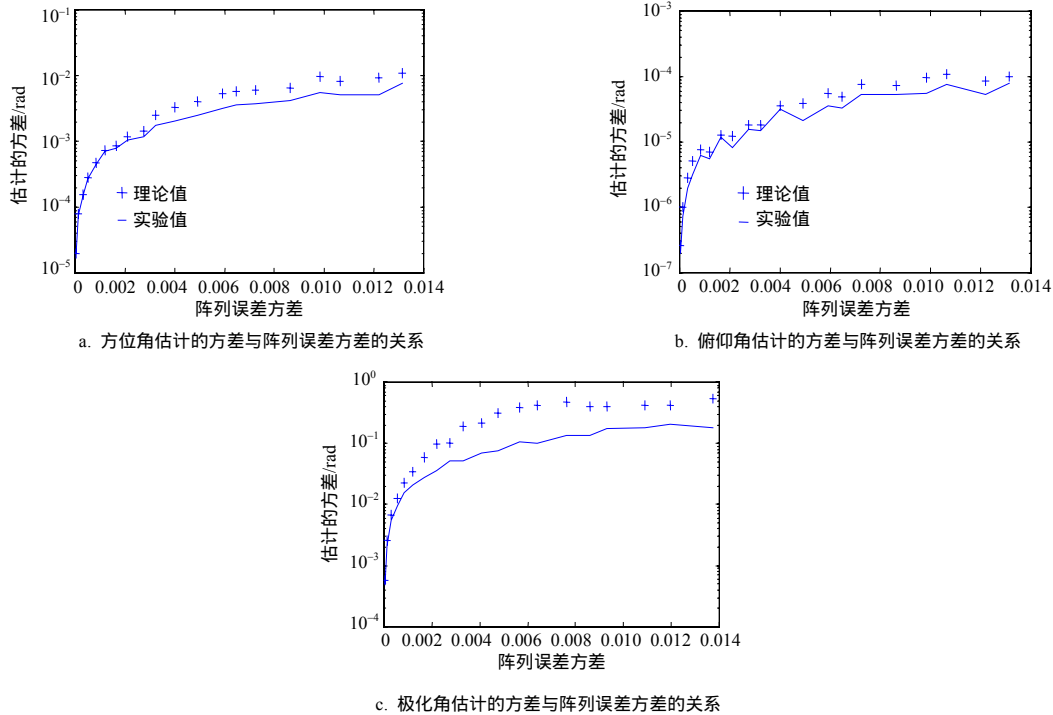 10⁻¹
10⁻²
10⁻³
10⁻⁴
10⁻⁵
估计的方差/rad
+ 理论值
— 实验值
0 0.002 0.004 0.006 0.008 0.010 0.012 0.014
阵列误差方差
a. 方位角估计的方差与阵列误差方差的关系
10⁻³
10⁻⁴
10⁻⁵
10⁻⁶
10⁻⁷
估计的方差/rad
+ 理论值
— 实验值
0 0.002 0.004 0.006 0.008 0.010 0.012 0.014
阵列误差方差
b. 俯仰角估计的方差与阵列误差方差的关系
10⁰
10⁻¹
10⁻²
10⁻³
10⁻⁴
估计的方差/rad
0 0.002 0.004 0.006 0.008 0.010 0.012 0.014
阵列误差方差
c. 极化角估计的方差与阵列误差方差的关系